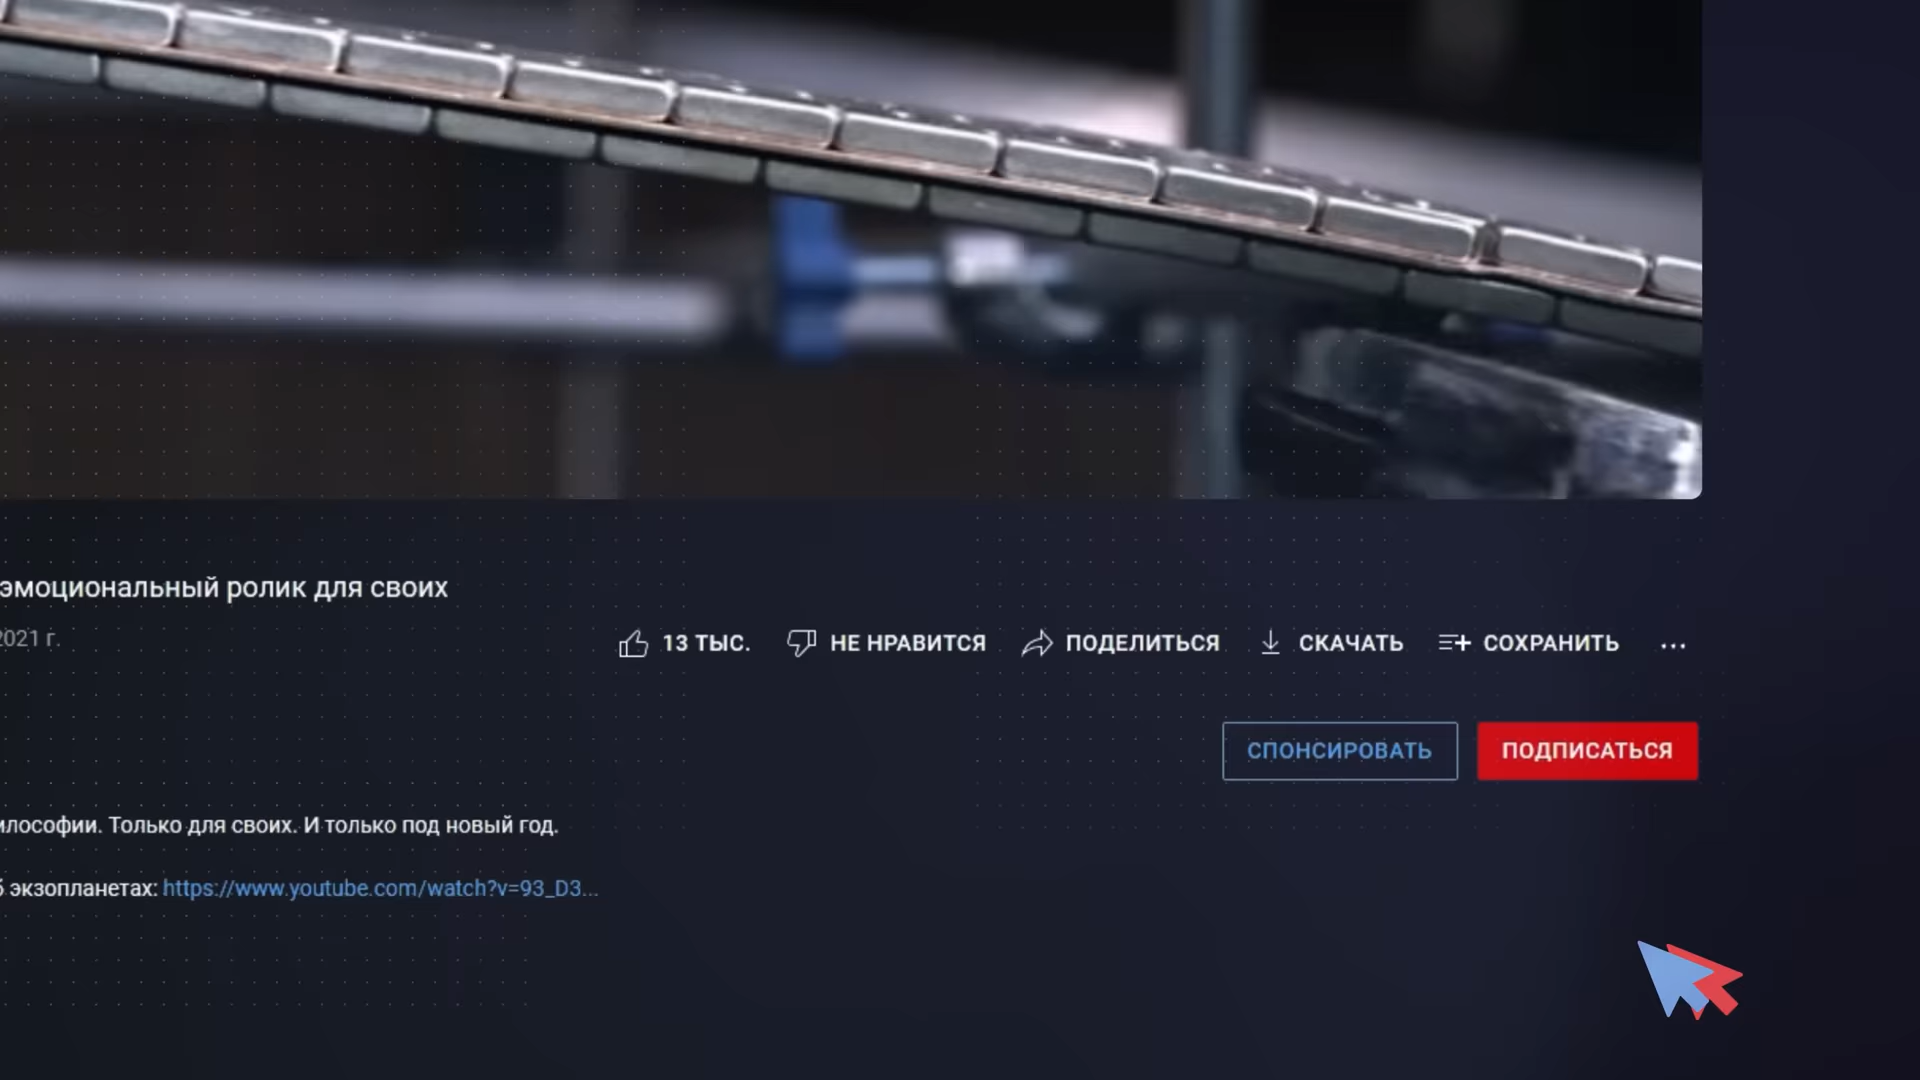 эмоциональный ролик для своих
2021 г.
13 ТЫС. НЕ НРАВИТСЯ ПОДЕЛИТЬСЯ СКАЧАТЬ СОХРАНИТЬ ...
СПОНСИРОВАТЬ ПОДПИСАТЬСЯ
илософии. Только для своих. И только под новый год.
б экзопланетах: https://www.youtube.com/watch?v=93_D3...